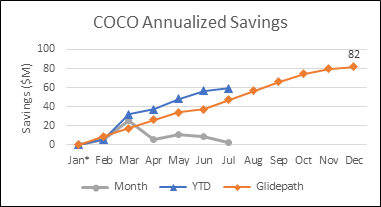 COCO Annualized Savings
Savings ($M)
100
80
60
40
20
0
82
Jan* Feb Mar Apr May Jun Jul Aug Sep Oct Nov Dec
Month YTD Glidepath